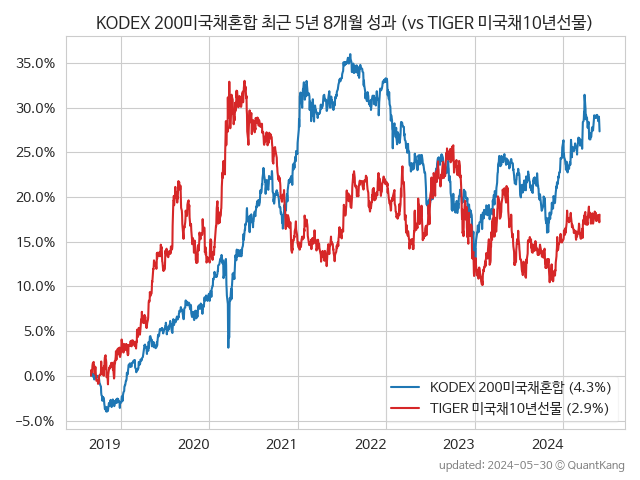 KODEX 200미국채혼합 최근 5년 8개월 성과 (vs TIGER 미국채10년선물)
35.0%
30.0%
25.0%
20.0%
15.0%
10.0%
5.0%
0.0%
−5.0%
KODEX 200미국채혼합 (4.3%)
TIGER 미국채10년선물 (2.9%)
2019 2020 2021 2022 2023 2024
updated: 2024-05-30 © QuantKang